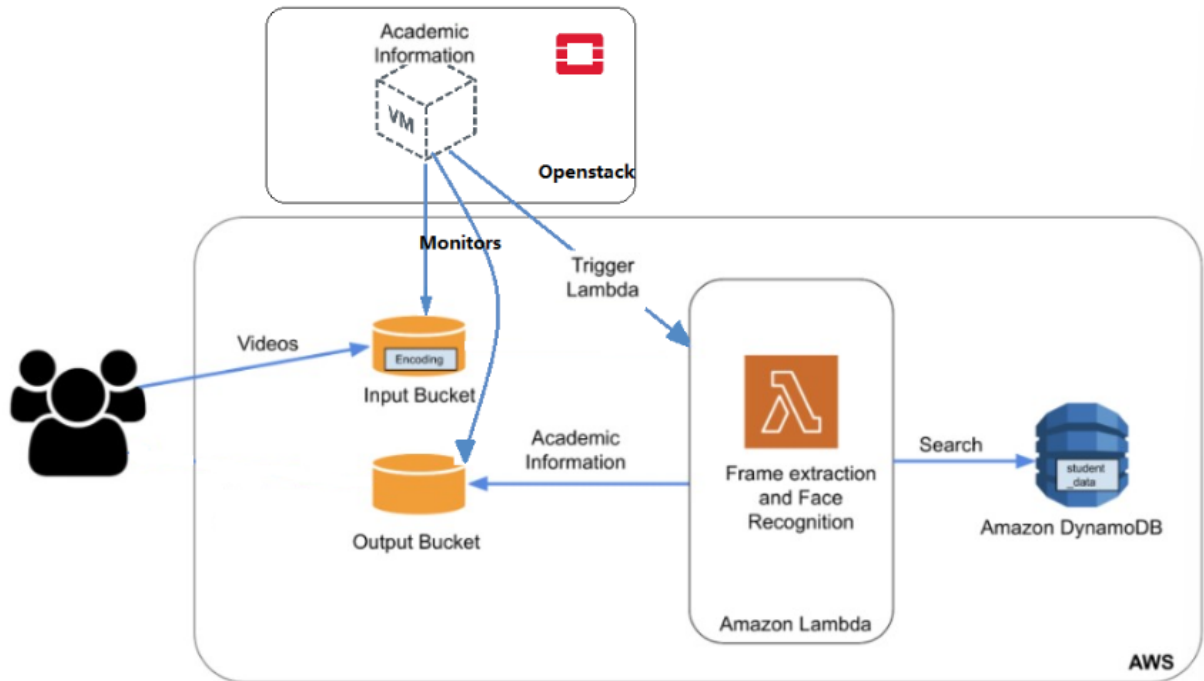 Academic
Information
VM
Openstack
Monitors
Trigger
Lambda
Videos
Encoding
Input Bucket
Academic
Information
Output Bucket
Frame extraction
and Face
Recognition
Search
student
_data
Amazon DynamoDB
Amazon Lambda
AWS